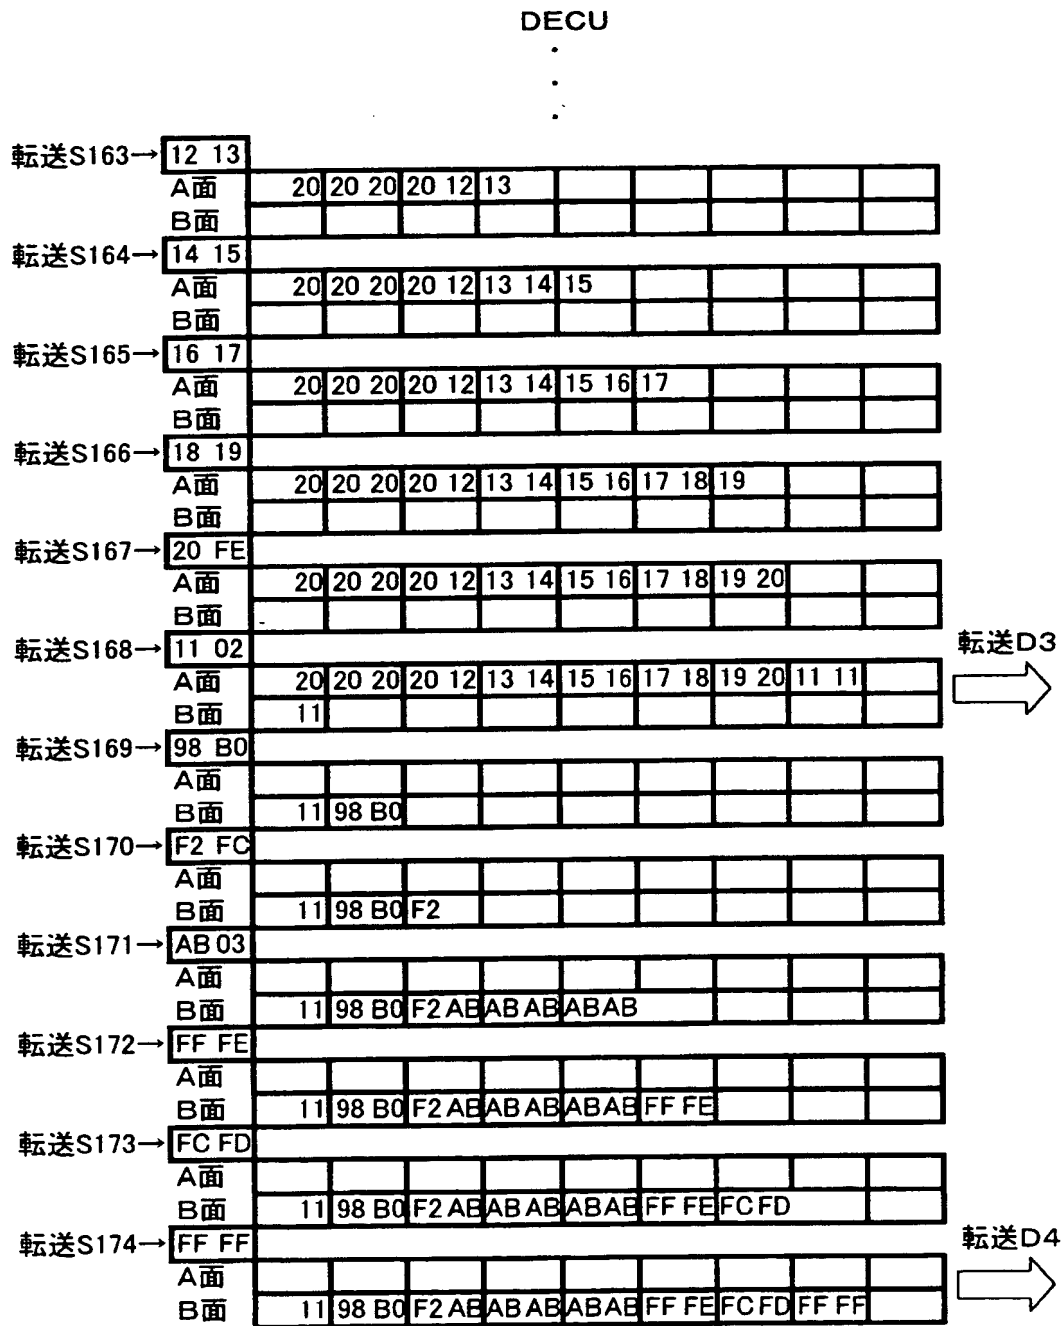 DECU
転送S163→ 12 13
A面 20 20 20 20 12 13
B面
転送S164→ 14 15
A面 20 20 20 20 12 13 14 15
B面
転送S165→ 16 17
A面 20 20 20 20 12 13 14 15 16 17
B面
転送S166→ 18 19
A面 20 20 20 20 12 13 14 15 16 17 18 19
B面
転送S167→ 20 FE
A面 20 20 20 20 12 13 14 15 16 17 18 19 20
B面
転送S168→ 11 02
転送D3
A面 20 20 20 20 12 13 14 15 16 17 18 19 20 11 11
B面 11
転送S169→ 98 B0
A面
B面 11 98 B0
転送S170→ F2 FC
A面
B面 11 98 B0 F2
転送S171→ AB 03
A面
B面 11 98 B0 F2 AB AB AB AB AB
転送S172→ FF FE
A面
B面 11 98 B0 F2 AB AB AB AB AB FF FE
転送S173→ FC FD
A面
B面 11 98 B0 F2 AB AB AB AB AB FF FE FC FD
転送S174→ FF FF
転送D4
A面
B面 11 98 B0 F2 AB AB AB AB AB FF FE FC FD FF FF